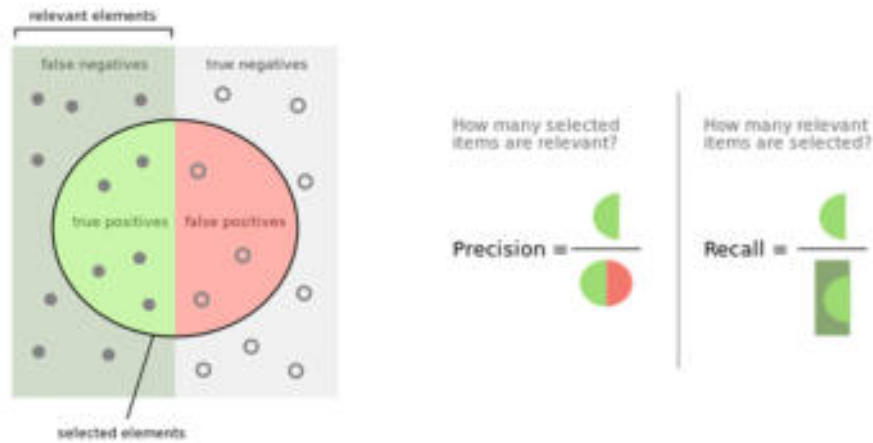 relevant elements
false negatives
true negatives
true positives
false positives
selected elements
How many selected
items are relevant?
Precision =
How many relevant
items are selected?
Recall =